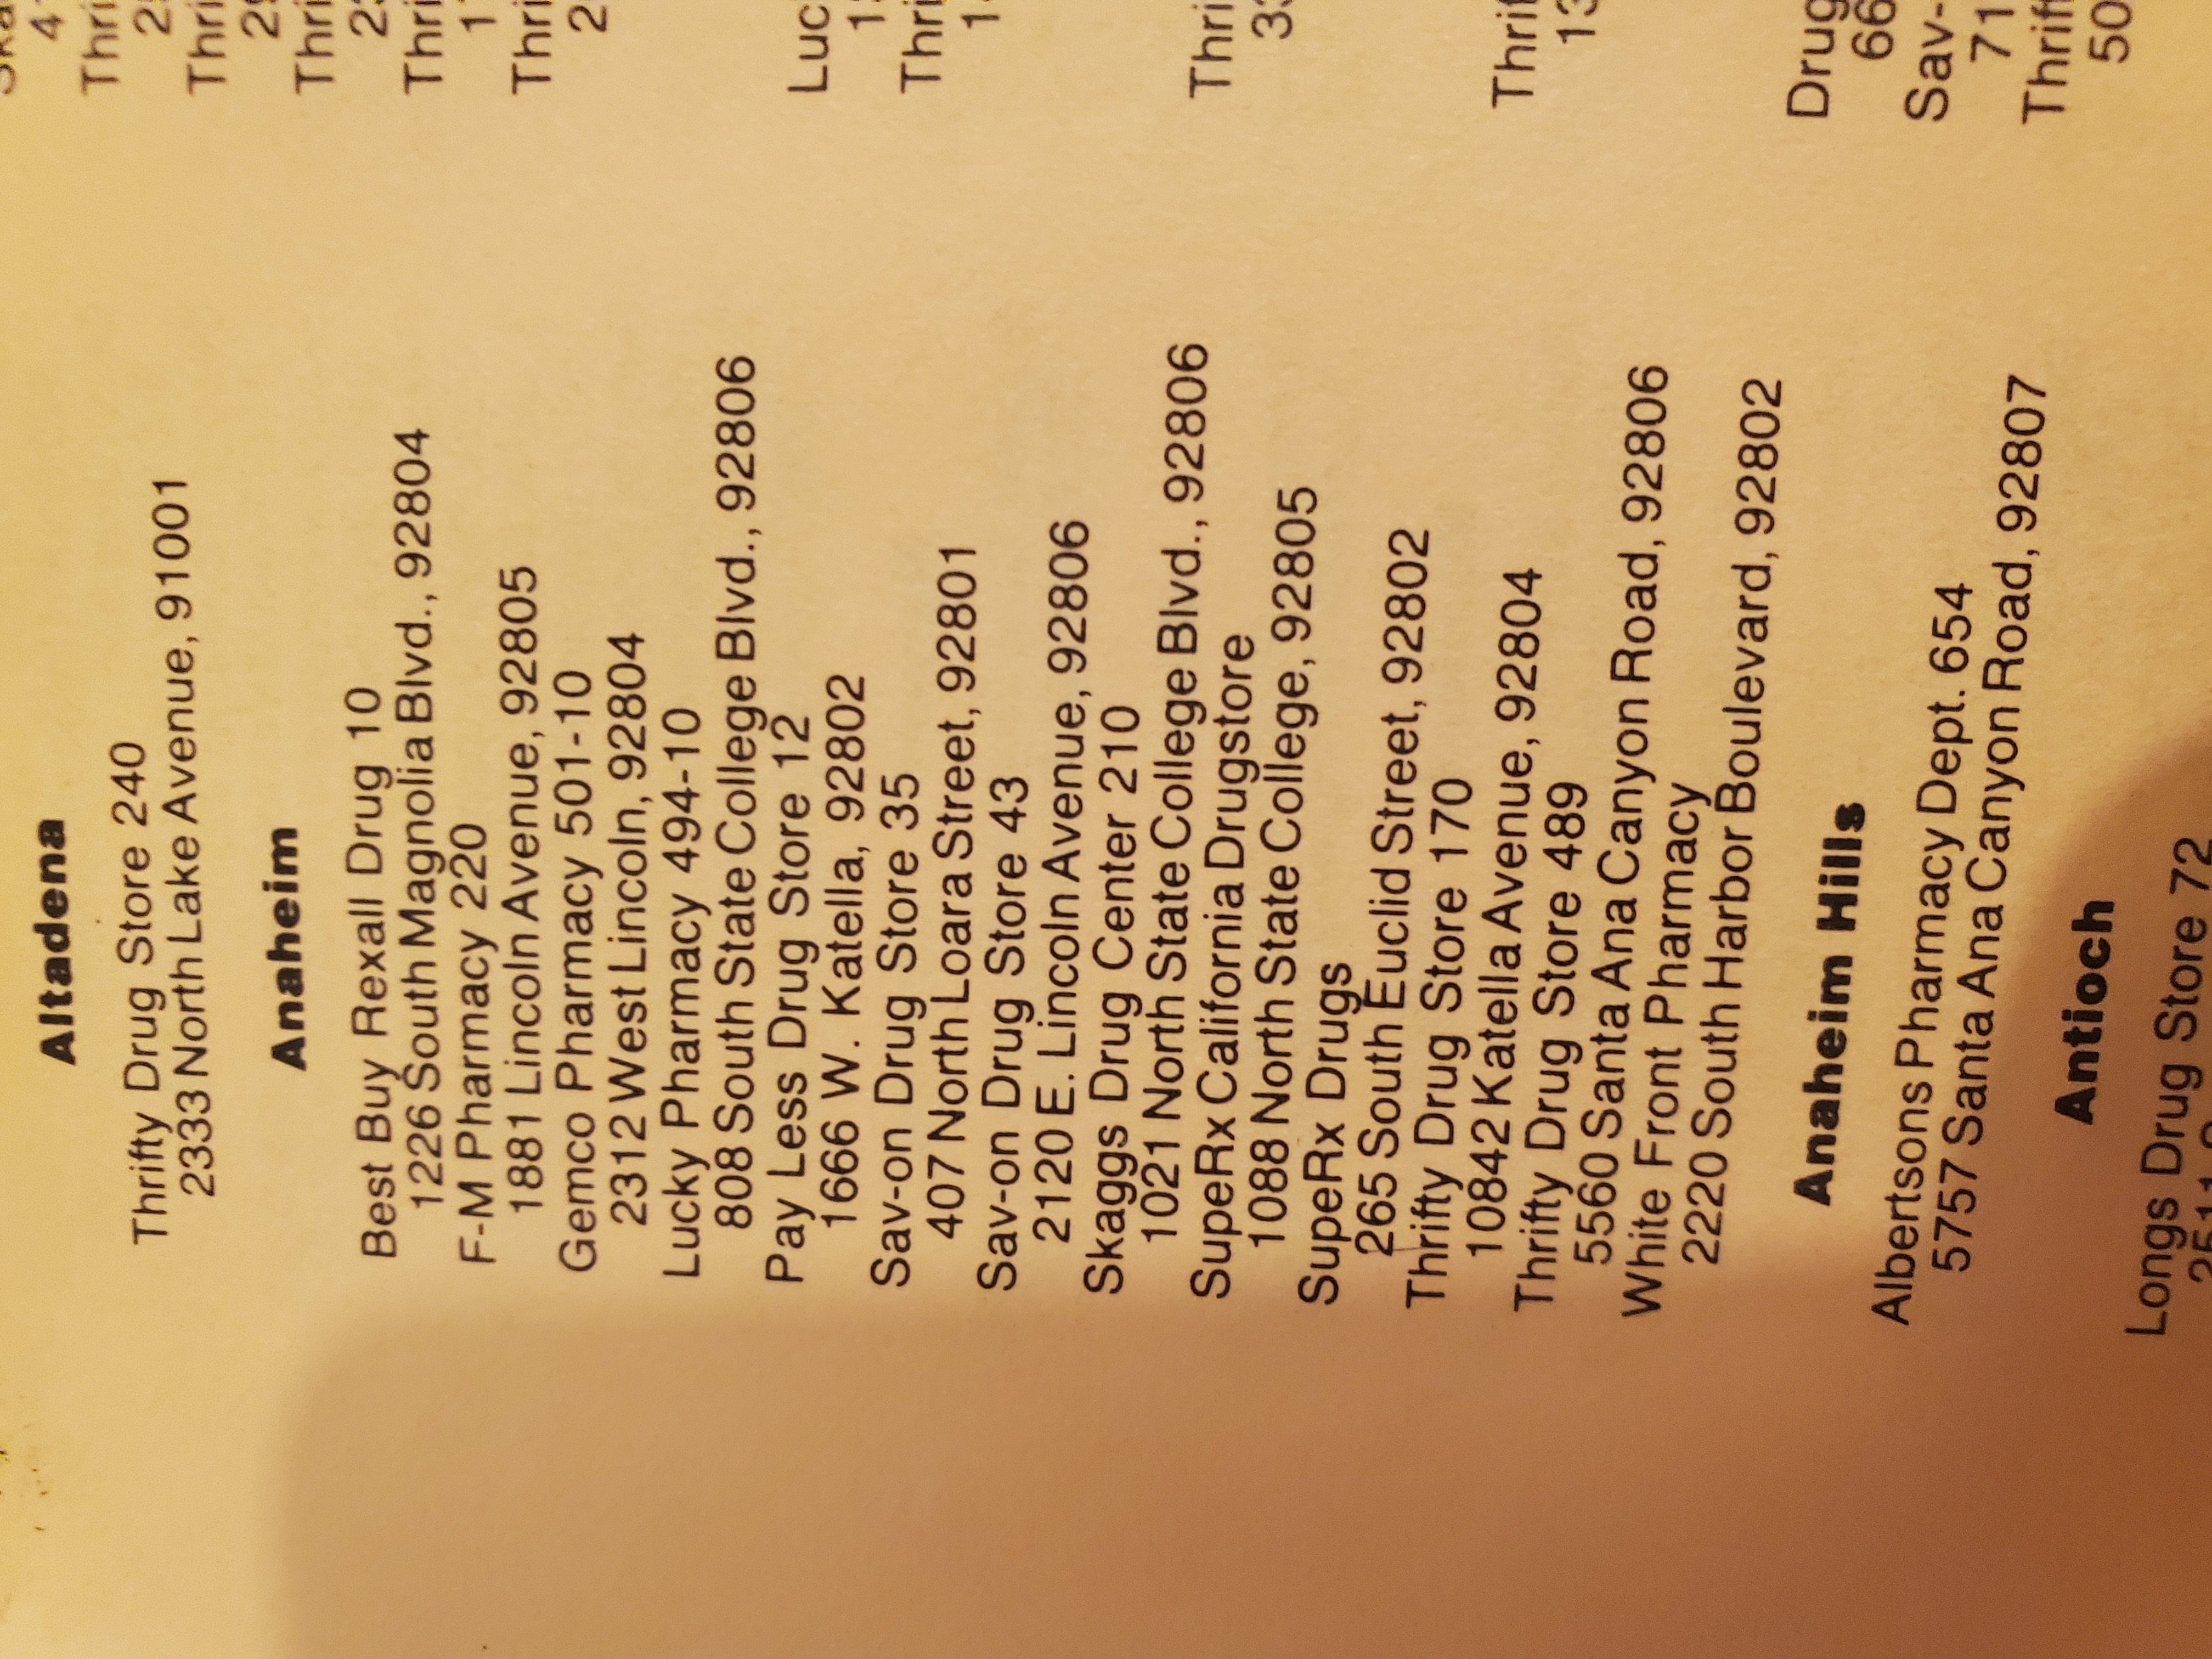 Altadena
Thrifty Drug Store 240
2333 North Lake Avenue, 91001
Anaheim
Best Buy Rexall Drug 10
1226 South Magnolia Blvd., 92804
F-M Pharmacy 220
1881 Lincoln Avenue, 92805
Gemco Pharmacy 501-10
2312 West Lincoln, 92804
Lucky Pharmacy 494-10
808 South State College Blvd., 92806
Pay Less Drug Store 12
1666 W. Katella, 92802
Sav-on Drug Store 35
407 North Loara Street, 92801
Sav-on Drug Store 43
2120 E. Lincoln Avenue, 92806
Skaggs Drug Center 210
1021 North State College Blvd., 92806
SupeRx California Drugstore
1088 North State College, 92805
SupeRx Drugs
265 South Euclid Street, 92802
Thrifty Drug Store 170
10842 Katella Avenue, 92804
Thrifty Drug Store 489
5560 Santa Ana Canyon Road, 92806
White Front Pharmacy
2220 South Harbor Boulevard, 92802
Anaheim Hills
Albertsons Pharmacy Dept. 654
5757 Santa Ana Canyon Road, 92807
Antioch
Longs Drug Store 72